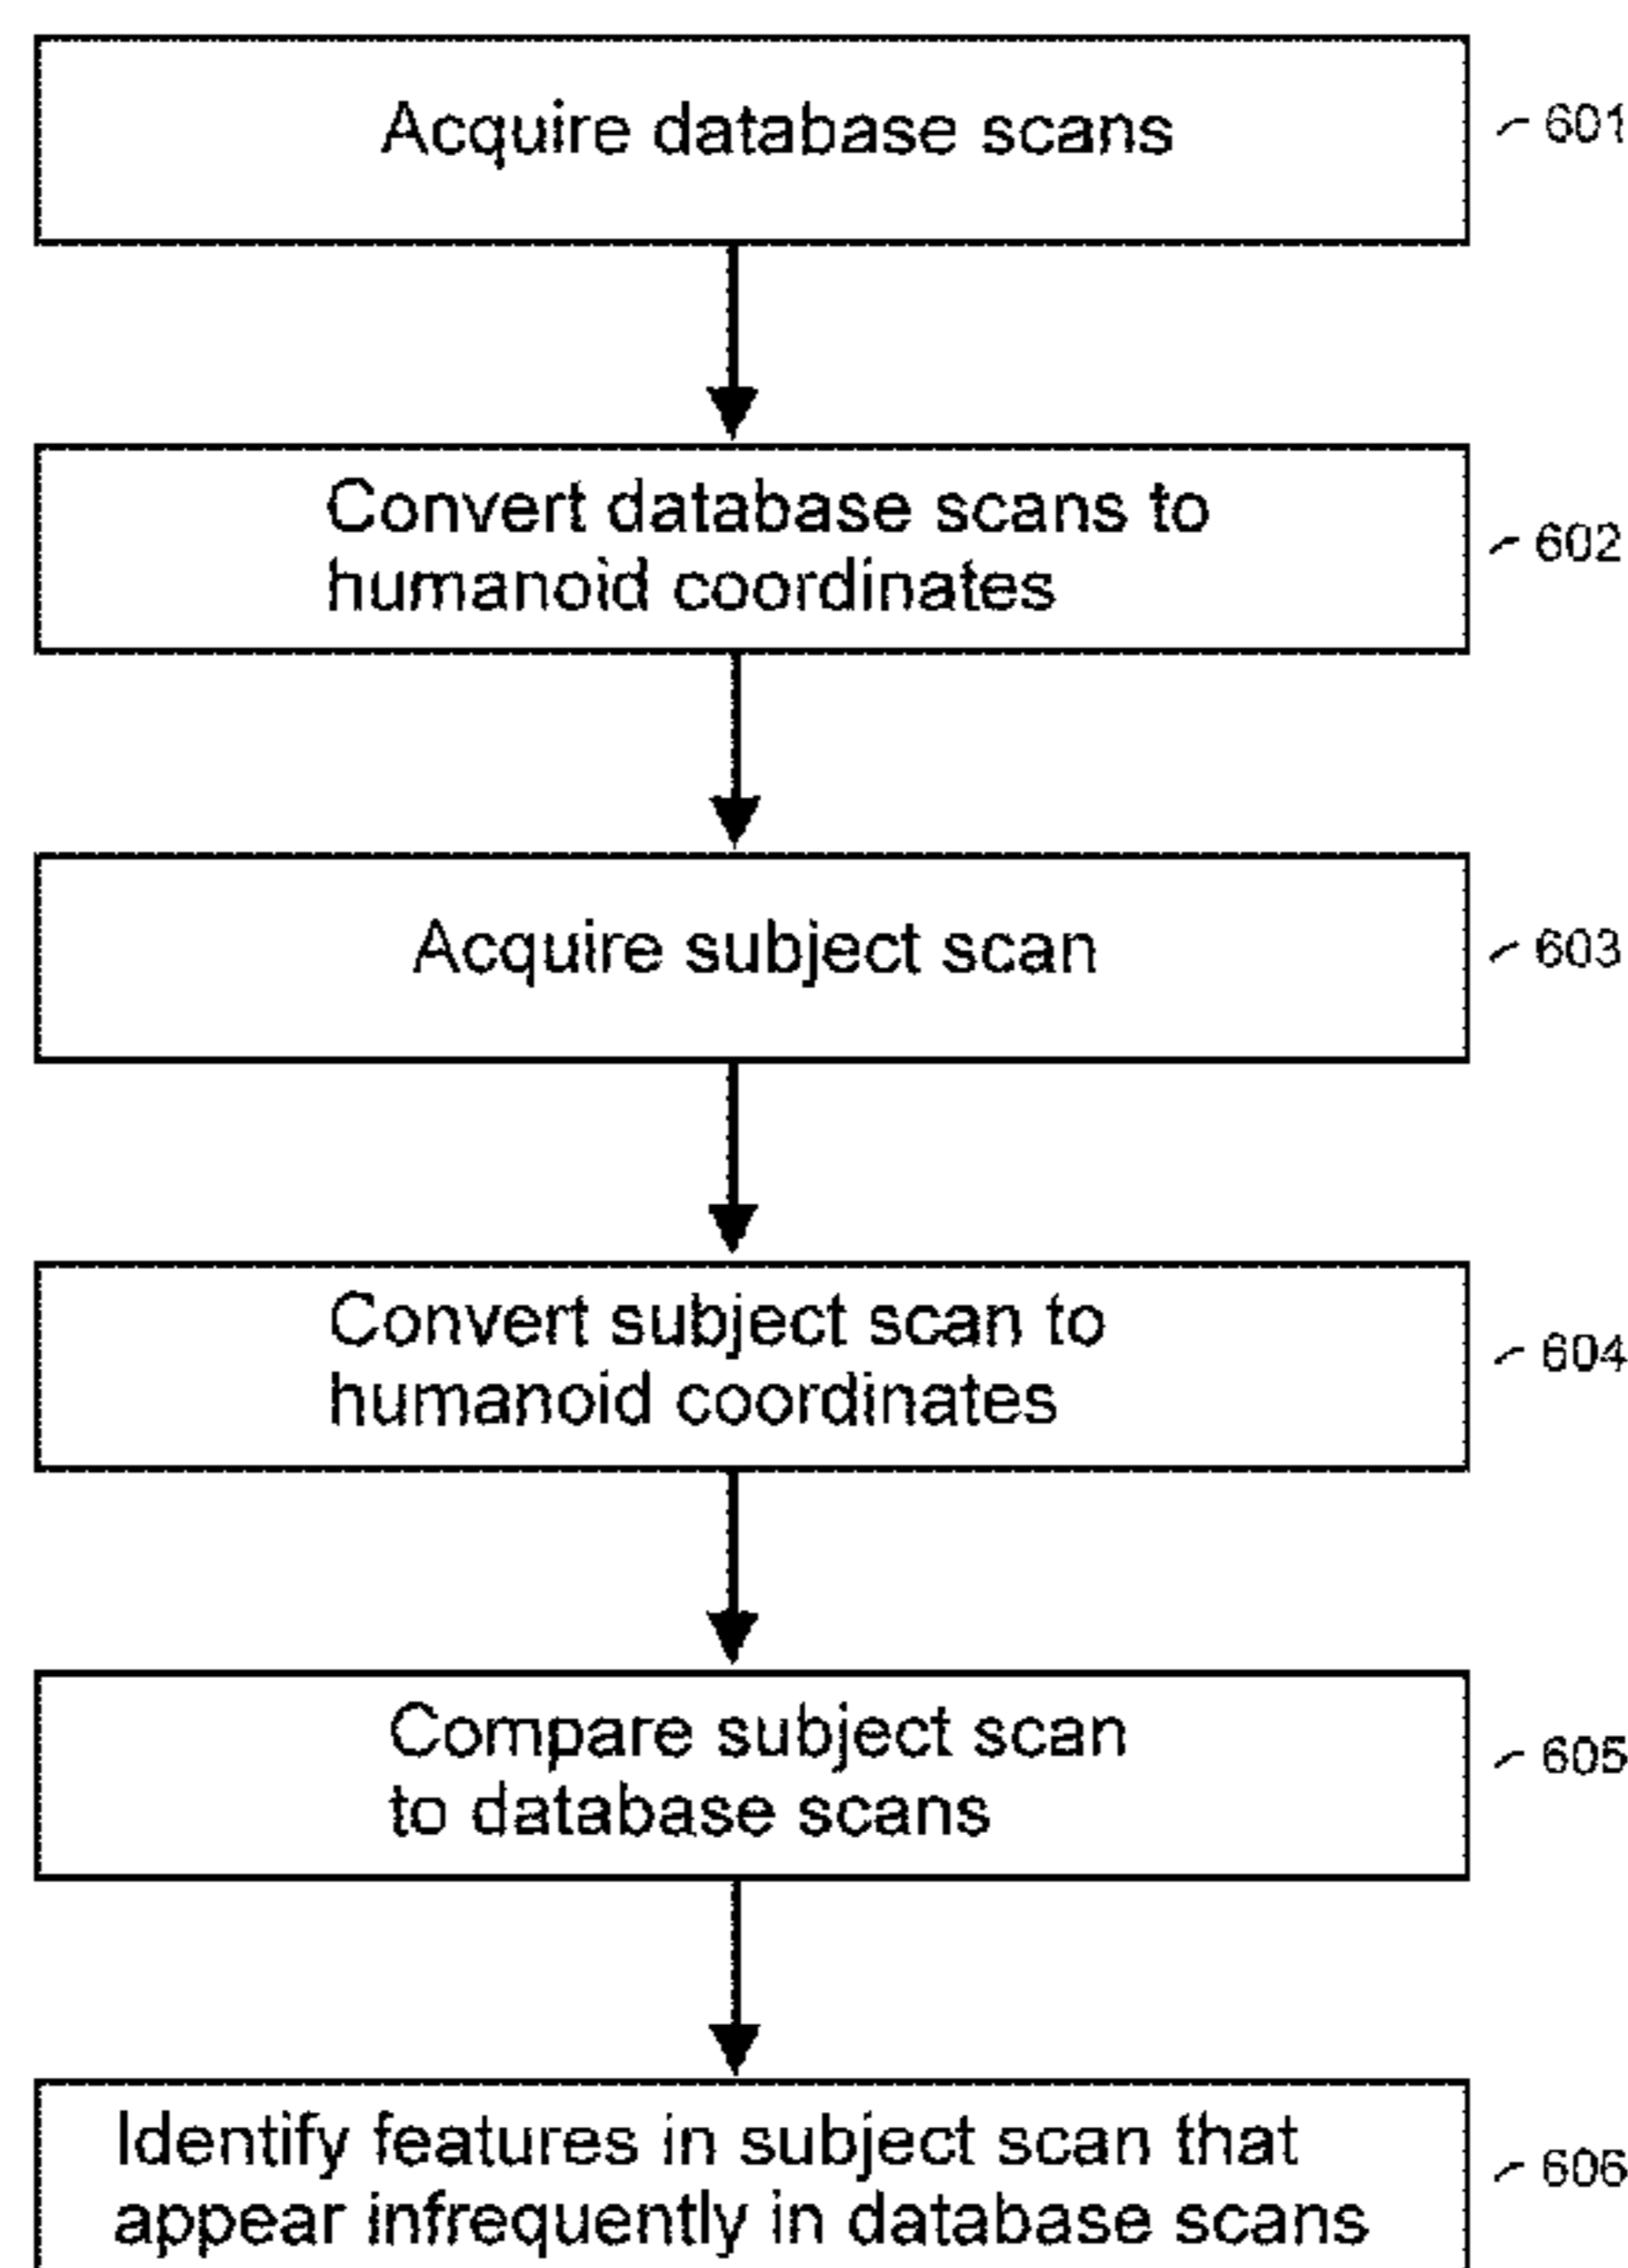 Acquire database scans
601
Convert database scans to
humanoid coordinates
602
Acquire subject scan
603
Convert subject scan to
humanoid coordinates
604
Compare subject scan
to database scans
605
Identify features in subject scan that
appear infrequently in database scans
606